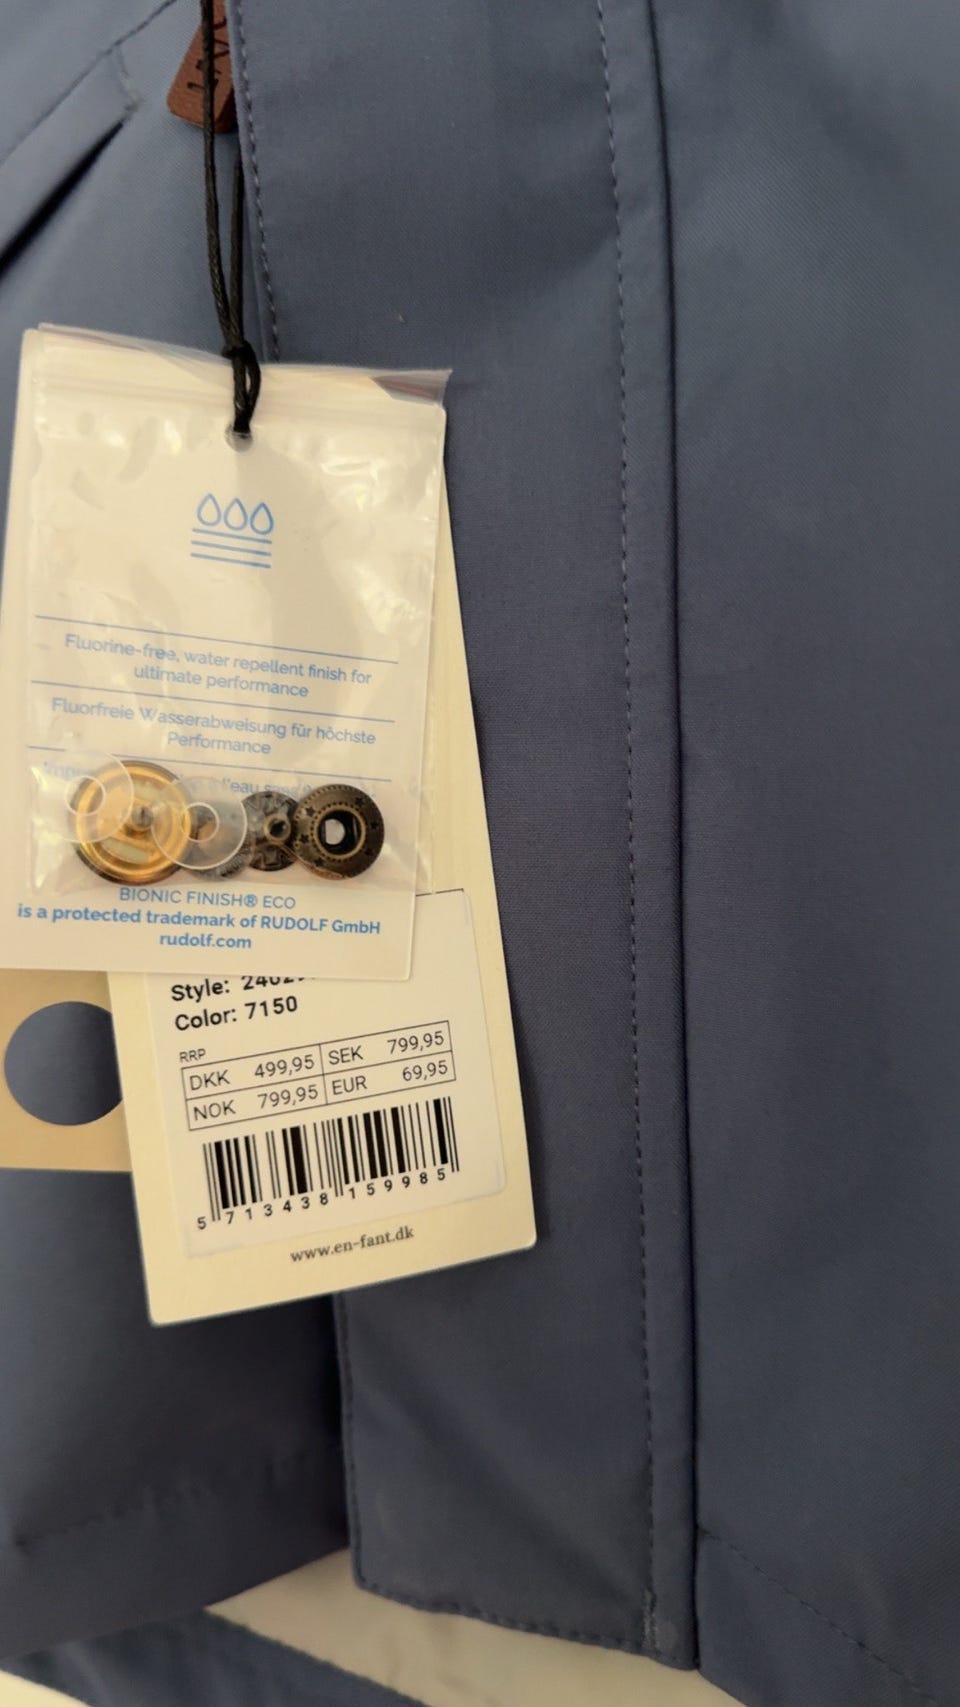 Fluorine-free, water repellent finish for
ultimate performance
Fluorfreie Wasserabweisung für höchste
Performance
l'eau
BIONIC FINISH® ECO
is a protected trademark of RUDOLF GmbH
rudolf.com
Style:
Color: 7150
RRP
DKK 499,95 SEK 799,95
NOK 799,95 EUR 69,95
5 713438 159985
www.en-fant.dk